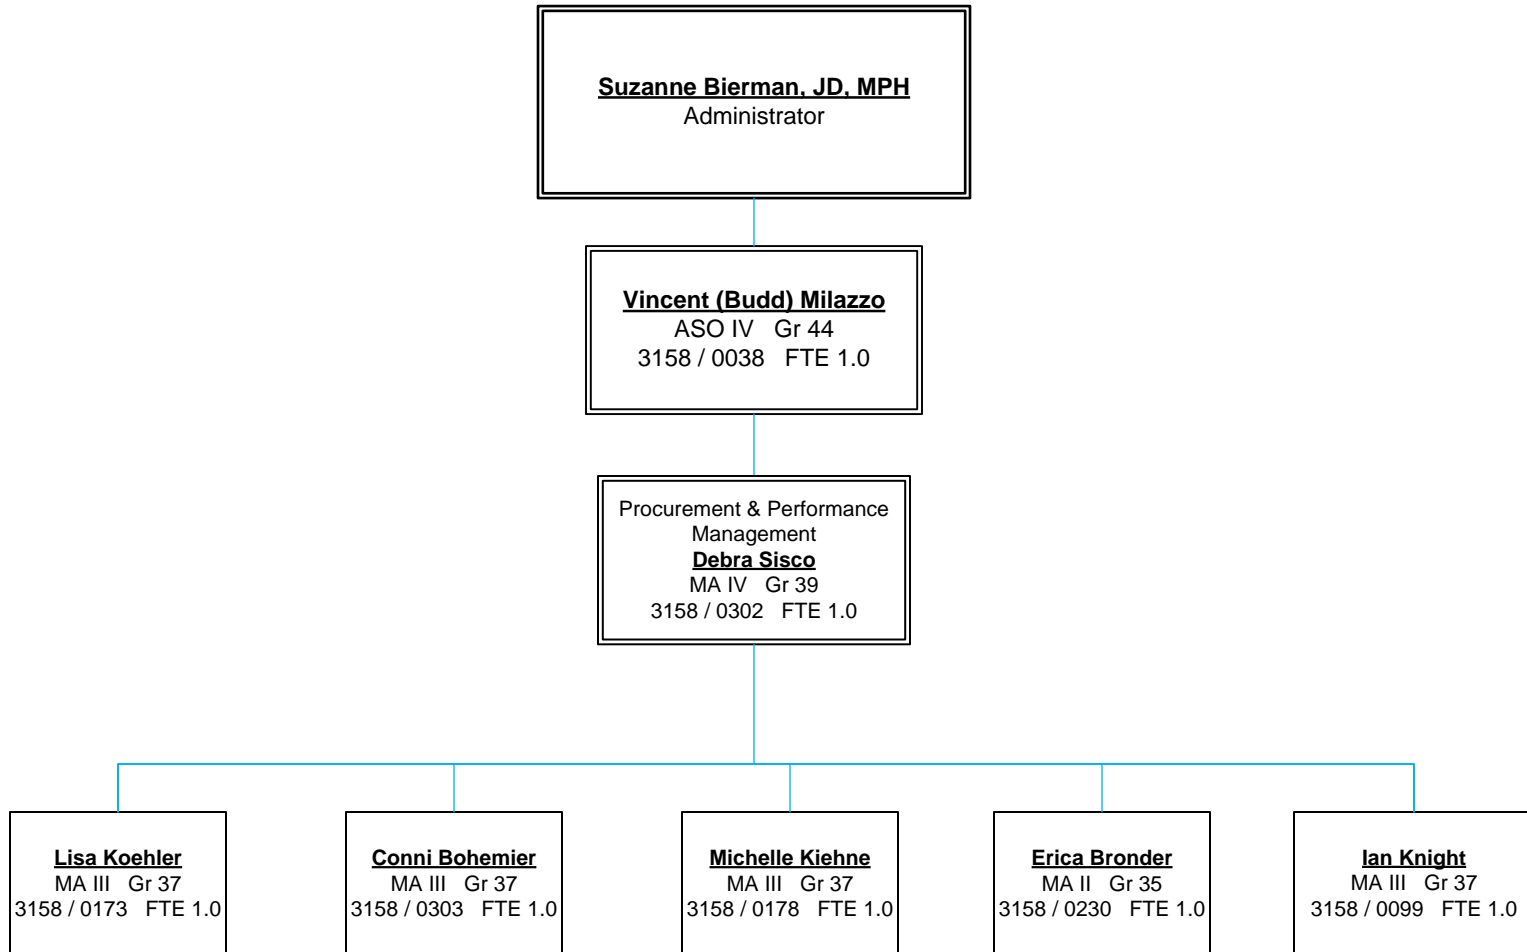 Suzanne Bierman, JD, MPH
Administrator
Vincent (Budd) Milazzo
ASO IV Gr 44
3158 / 0038 FTE 1.0
Procurement & Performance
Management
Debra Sisco
MA IV Gr 39
3158 / 0302 FTE 1.0
Lisa Koehler
MA III Gr 37
3158 / 0173 FTE 1.0
Conni Bohemier
MA III Gr 37
3158 / 0303 FTE 1.0
Michelle Kiehne
MA III Gr 37
3158 / 0178 FTE 1.0
Erica Bronder
MA II Gr 35
3158 / 0230 FTE 1.0
Ian Knight
MA III Gr 37
3158 / 0099 FTE 1.0